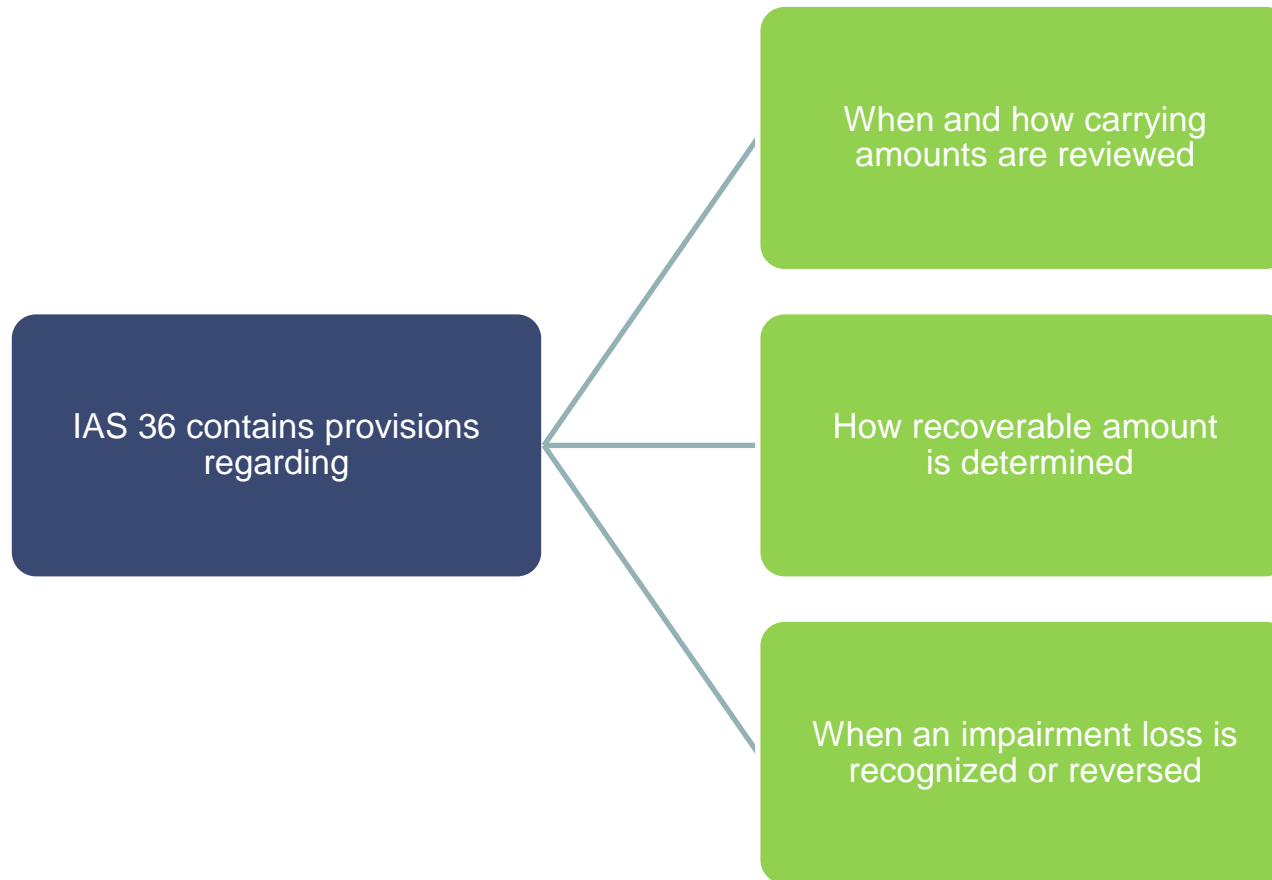 IAS 36 contains provisions
regarding
When and how carrying
amounts are reviewed
How recoverable amount
is determined
When an impairment loss is
recognized or reversed